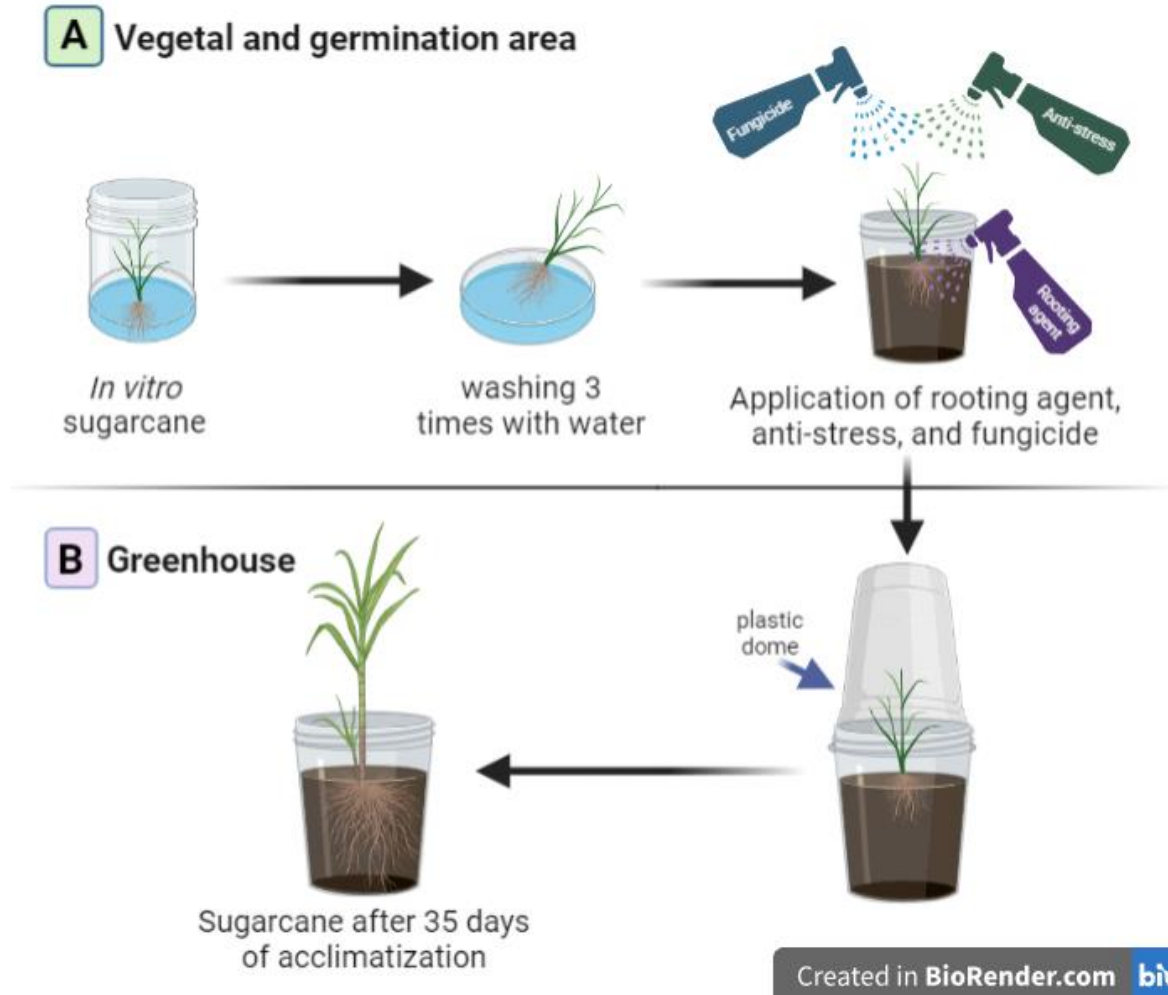 A Vegetal and germination area
Fungicide
Anti-stress
Rooting
agent
In vitro
sugarcane
washing 3
times with water
Application of rooting agent,
anti-stress, and fungicide
B Greenhouse
plastic
dome
Sugarcane after 35 days
of acclimatization
Created in BioRender.com